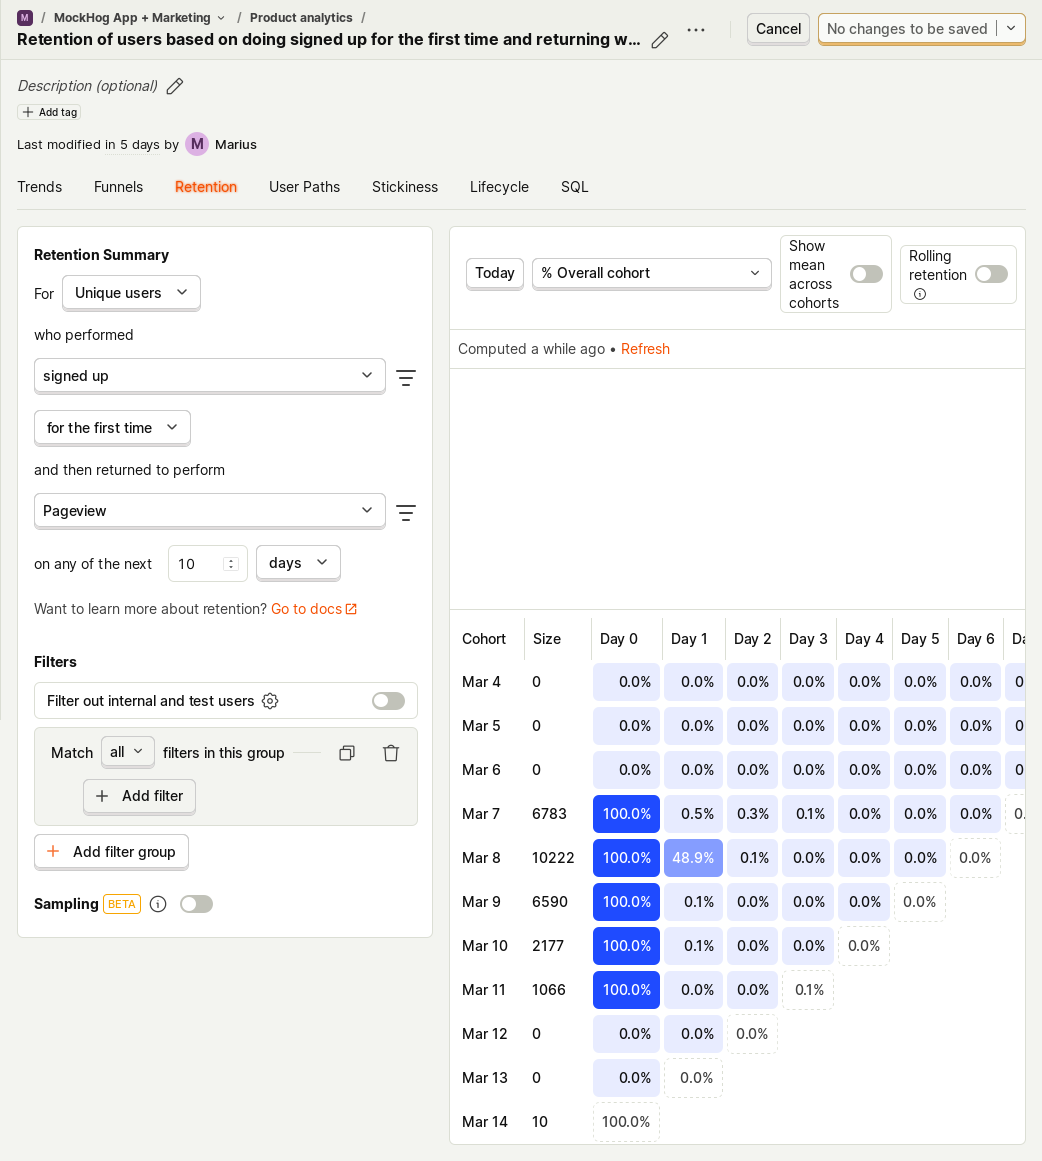 M / MockHog App + Marketing / Product analytics /
Retention of users based on doing signed up for the first time and returning w...
Cancel
No changes to be saved
Description (optional)
Add tag
Last modified in 5 days by M Marius
Trends Funnels Retention User Paths Stickiness Lifecycle SQL
Retention Summary
For Unique users
who performed
signed up
for the first time
and then returned to perform
Pageview
on any of the next 10 days
Want to learn more about retention? Go to docs
Filters
Filter out internal and test users
Match all filters in this group
Add filter
Add filter group
Sampling BETA
Today
% Overall cohort
Show
mean
across
cohorts
Rolling
retention
Computed a while ago • Refresh
Cohort Size Day 0 Day 1 Day 2 Day 3 Day 4 Day 5 Day 6
Mar 4 0 0.0% 0.0% 0.0% 0.0% 0.0% 0.0% 0.0%
Mar 5 0 0.0% 0.0% 0.0% 0.0% 0.0% 0.0% 0.0%
Mar 6 0 0.0% 0.0% 0.0% 0.0% 0.0% 0.0% 0.0%
Mar 7 6783 100.0% 0.5% 0.3% 0.1% 0.0% 0.0% 0.0%
Mar 8 10222 100.0% 48.9% 0.1% 0.0% 0.0% 0.0% 0.0%
Mar 9 6590 100.0% 0.1% 0.0% 0.0% 0.0% 0.0%
Mar 10 2177 100.0% 0.1% 0.0% 0.0% 0.0%
Mar 11 1066 100.0% 0.0% 0.0% 0.1%
Mar 12 0 0.0% 0.0% 0.0%
Mar 13 0 0.0% 0.0%
Mar 14 10 100.0%